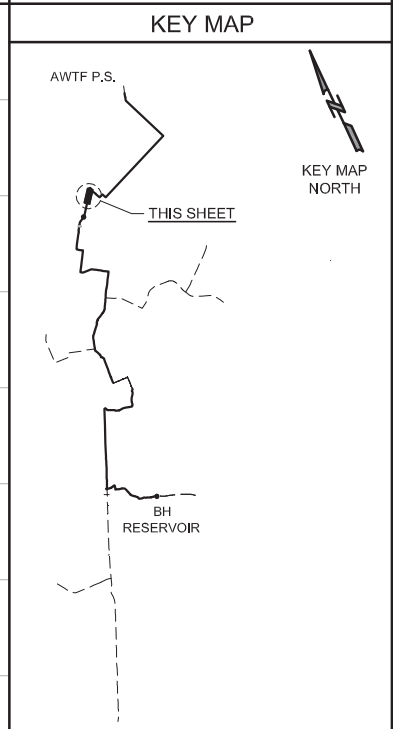 KEY MAP
AWTF P.S.
KEY MAP
NORTH
THIS SHEET
BH
RESERVOIR